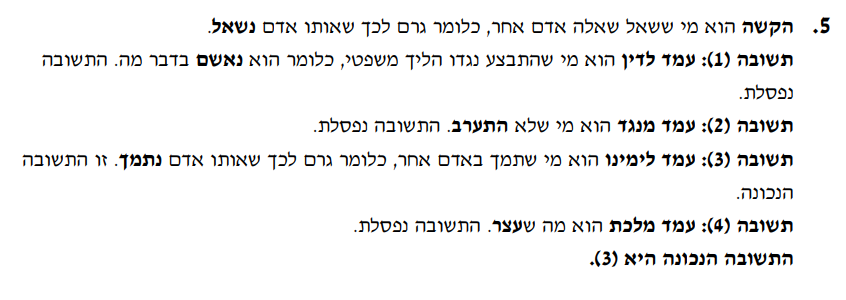 5. הקשה הוא מי ששאל שאלה אדם אחר, כלומר גרם לכך שאותו אדם נשאל.
תשובה (1): עמד לדין הוא מי שהתבצע נגדו הליך משפטי, כלומר הוא נאשם בדבר מה. התשובה
נפסלת.
תשובה (2): עמד מנגד הוא מי שלא התערב. התשובה נפסלת.
תשובה (3): עמד לימינו הוא מי שתמך באדם אחר, כלומר גרם לכך שאותו אדם נתמך. זו התשובה
הנכונה.
תשובה (4): עמד מלכת הוא מה שעצר. התשובה נפסלת.
התשובה הנכונה היא (3).